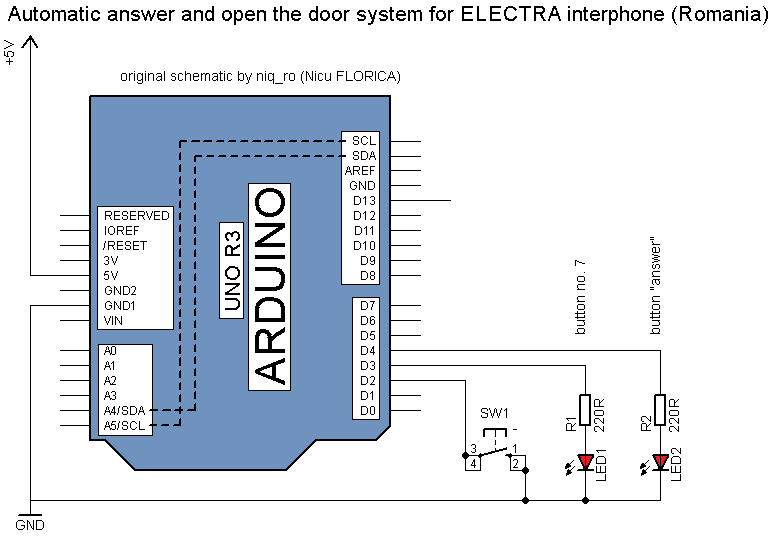 Automatic answer and open the door system for ELECTRA interphone (Romania)
+5V
original schematic by niq_ro (Nicu FLORICA)
SCL
SDA
AREF
GND
D13
D12
D11
D10
D9
D8
RESERVED
IOREF
/RESET
3V
5V
GND2
GND1
VIN
UNO R3
ARDUINO
D7
D6
D5
D4
D3
D2
D1
D0
A0
A1
A2
A3
A4/SDA
A5/SCL
button no. 7
button "answer"
SW1
-
3
1
4
2
R1
220R
R2
220R
LED1
LED2
GND